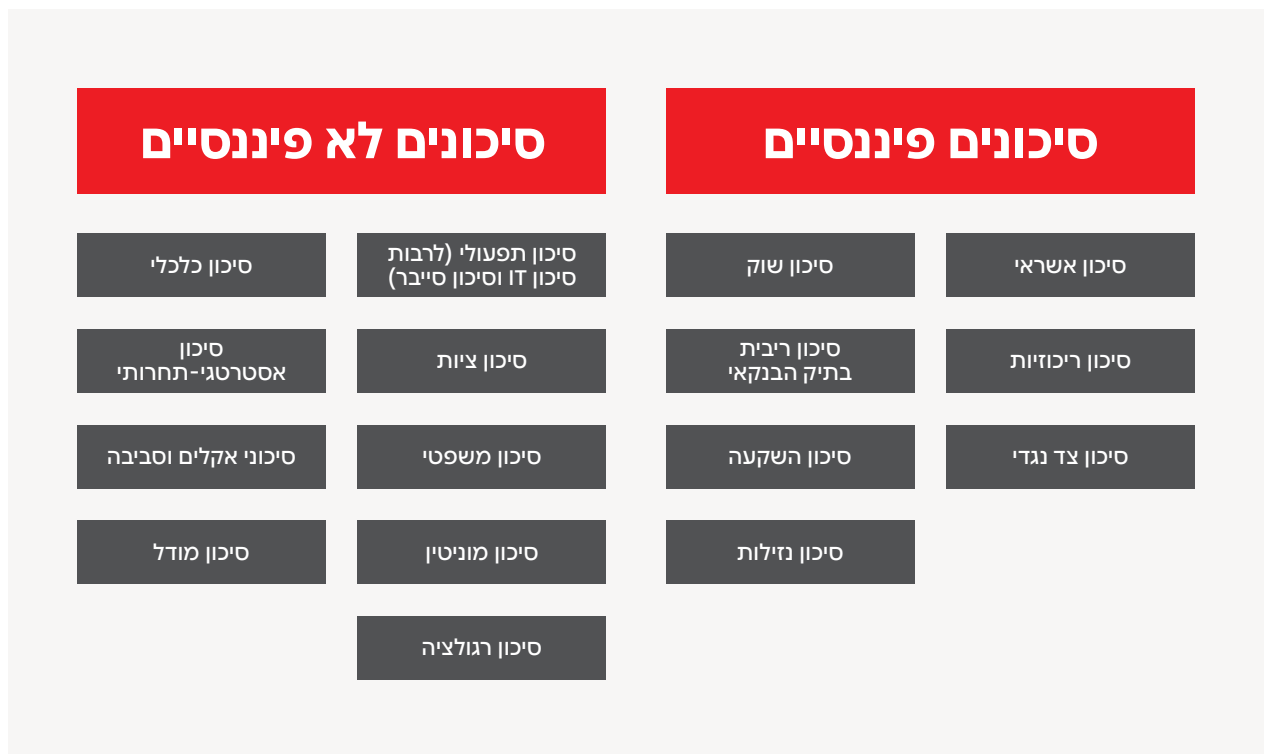 סיכונים פיננסיים
סיכון אשראי
סיכון שוק
סיכון ריכוזיות
סיכון ריבית
בתיק הבנקאי
סיכון צד נגדי
סיכון השקעה
סיכון נזילות
סיכונים לא פיננסיים
סיכון תפעולי (לרבות
סיכון IT וסיכון סייבר)
סיכון כלכלי
סיכון ציות
סיכון
אסטרטגי-תחרותי
סיכון משפטי
סיכוני אקלים וסביבה
סיכון מוניטין
סיכון מודל
סיכון רגולציה